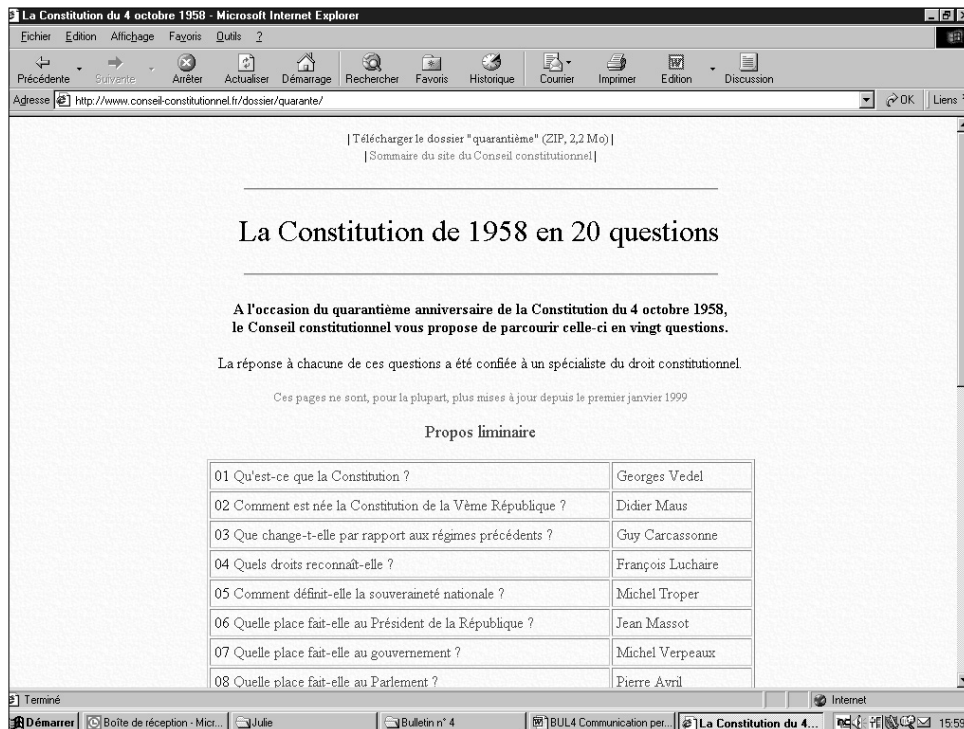 La Constitution du 4 octobre 1958 - Microsoft Internet Explorer
Fichier Edition Affichage Favoris Outils ?
Précédente Suivante Arrêter Actualiser Démarrage Rechercher Favoris Historique Courrier Imprimer Edition Discussion
Adresse http://www.conseil-constitutionnel.fr/dossier/quarante/ OK Liens
| Télécharger le dossier "quarantième" (ZIP, 2,2 Mo) |
| Sommaire du site du Conseil constitutionnel |
La Constitution de 1958 en 20 questions
A l'occasion du quarantième anniversaire de la Constitution du 4 octobre 1958,
le Conseil constitutionnel vous propose de parcourir celle-ci en vingt questions.
La réponse à chacune de ces questions a été confiée à un spécialiste du droit constitutionnel.
Ces pages ne sont, pour la plupart, plus mises à jour depuis le premier janvier 1999
Propos liminaire
01 Qu'est-ce que la Constitution ? Georges Vedel
02 Comment est née la Constitution de la Vème République ? Didier Maus
03 Que change-t-elle par rapport aux régimes précédents ? Guy Carcassonne
04 Quels droits reconnaît-elle ? François Luchaire
05 Comment définit-elle la souveraineté nationale ? Michel Troper
06 Quelle place fait-elle au Président de la République ? Jean Massot
07 Quelle place fait-elle au gouvernement ? Michel Verpeaux
08 Quelle place fait-elle au Parlement ? Pierre Avril
Terminé Internet
Démarrer Boîte de réception - Micr... Julie Bulletin n° 4 BUL4 Communication per... La Constitution du 4... 15:59